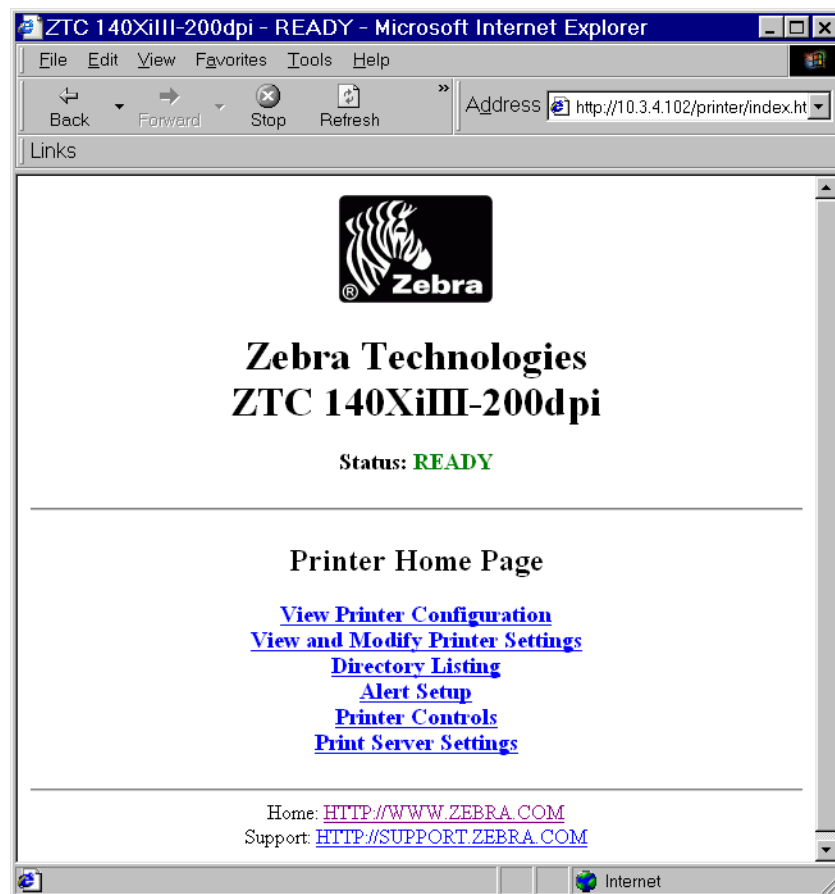 ZTC 140XiIII-200dpi - READY - Microsoft Internet Explorer
File Edit View Favorites Tools Help
Back Forward Stop Refresh » Address http://10.3.4.102/printer/index.ht
Links
® Zebra
Zebra Technologies
ZTC 140XiIII-200dpi
Status: READY
Printer Home Page
View Printer Configuration
View and Modify Printer Settings
Directory Listing
Alert Setup
Printer Controls
Print Server Settings
Home: HTTP://WWW.ZEBRA.COM
Support: HTTP://SUPPORT.ZEBRA.COM
Internet